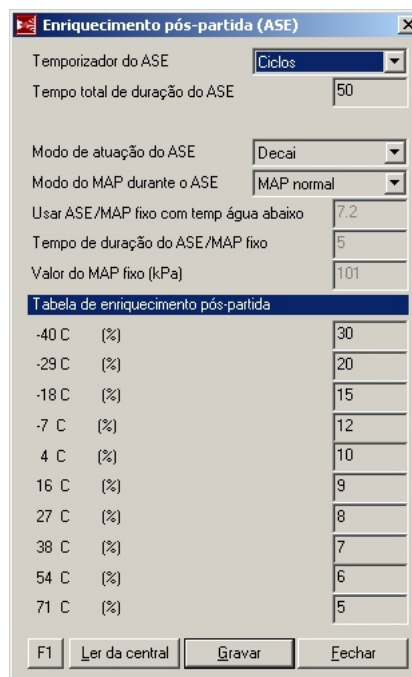 Enriquecimento pós-partida (ASE)
Temporizador do ASE Ciclos
Tempo total de duração do ASE 50
Modo de atuação do ASE Decai
Modo do MAP durante o ASE MAP normal
Usar ASE/MAP fixo com temp água abaixo 7.2
Tempo de duração do ASE/MAP fixo 5
Valor do MAP fixo (kPa) 101
Tabela de enriquecimento pós-partida
-40 C (%) 30
-29 C (%) 20
-18 C (%) 15
-7 C (%) 12
4 C (%) 10
16 C (%) 9
27 C (%) 8
38 C (%) 7
54 C (%) 6
71 C (%) 5
F1 Ler da central Gravar Fechar